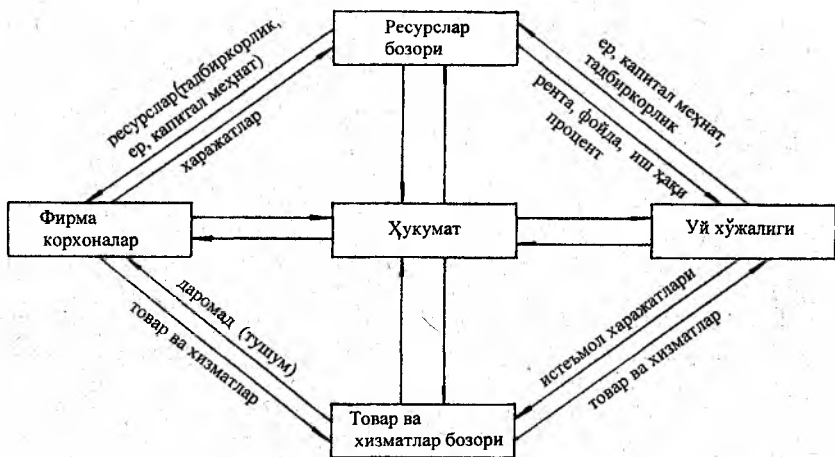 Ресурслар
бозори
ресурслар(тадбиркорлик,
ер, капитал меҳнат)
харажатлар
ер, капитал меҳнат,
тадбиркорлик
рента, фойда, иш ҳақи
процент
Фирма
корхоналар
Ҳукумат
Уй хўжалиги
даромад (тушум)
товар ва хизматлар
истеъмол харажатлари
товар ва хизматлар
Товар ва
хизматлар бозори